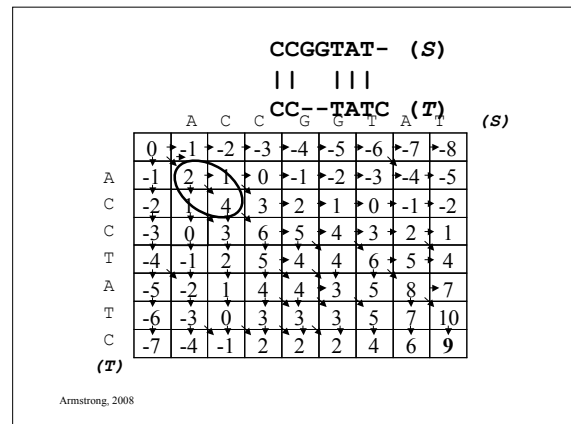 CCGGTAT- (S)
|| |||
CC--TATC (T)
A C C G G T A T (S)
0 -1 -2 -3 -4 -5 -6 -7 -8
A -1 2 1 0 -1 -2 -3 -4 -5
C -2 1 4 3 2 1 0 -1 -2
C -3 0 3 6 5 4 3 2 1
T -4 -1 2 5 4 4 6 5 4
A -5 -2 1 4 4 3 5 8 7
T -6 -3 0 3 3 3 5 7 10
C -7 -4 -1 2 2 2 4 6 9
(T)
Armstrong, 2008